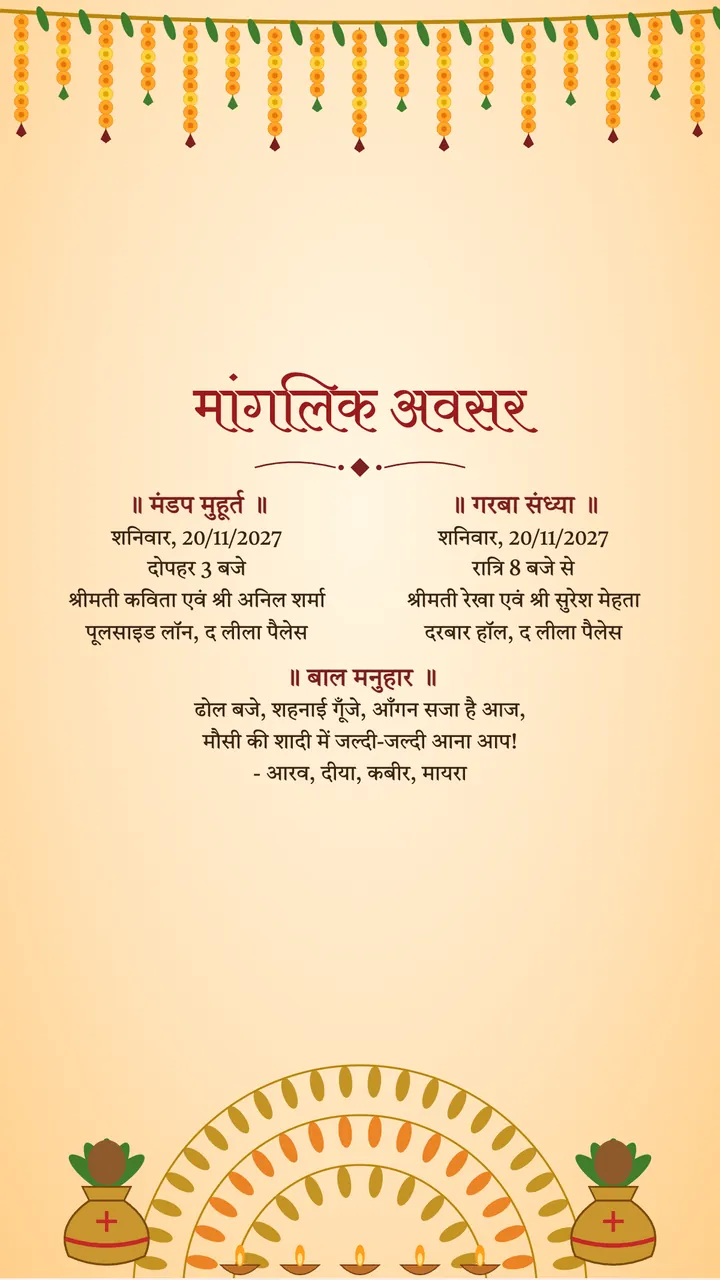 मांगलिक अवसर
॥ मंडप मुहूर्त ॥
शनिवार, 20/11/2027
दोपहर 3 बजे
श्रीमती कविता एवं श्री अनिल शर्मा
पूलसाइड लॉन, द लीला पैलेस
॥ गरबा संध्या ॥
शनिवार, 20/11/2027
रात्रि 8 बजे से
श्रीमती रेखा एवं श्री सुरेश मेहता
दरबार हॉल, द लीला पैलेस
॥ बाल मनुहार ॥
ढोल बजे, शहनाई गूँजे, आँगन सजा है आज,
मौसी की शादी में जल्दी-जल्दी आना आप!
- आरव, दीया, कबीर, मायरा